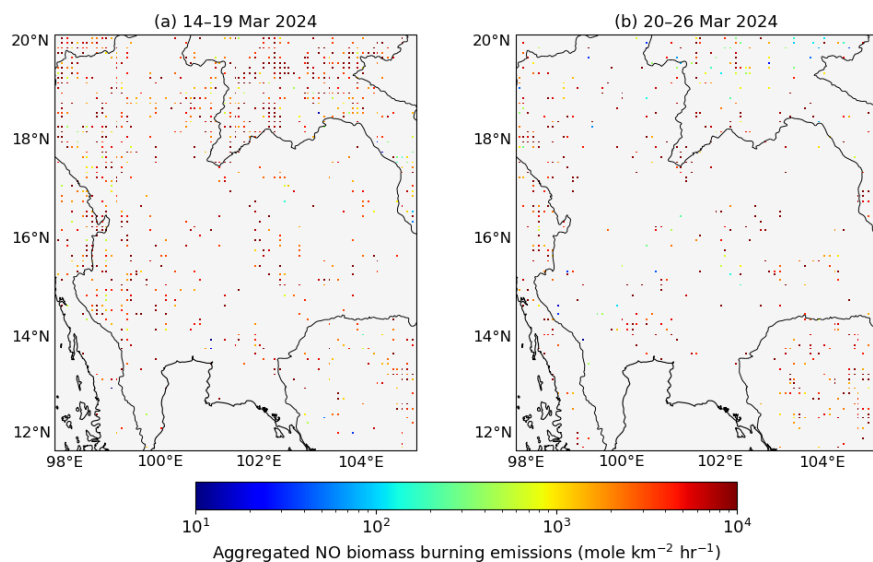 (a) 14–19 Mar 2024
(b) 20–26 Mar 2024
20°N
18°N
16°N
14°N
12°N
98°E 100°E 102°E 104°E
20°N
18°N
16°N
14°N
12°N
98°E 100°E 102°E 104°E
10¹ 10² 10³ 10⁴
Aggregated NO biomass burning emissions (mole km⁻² hr⁻¹)